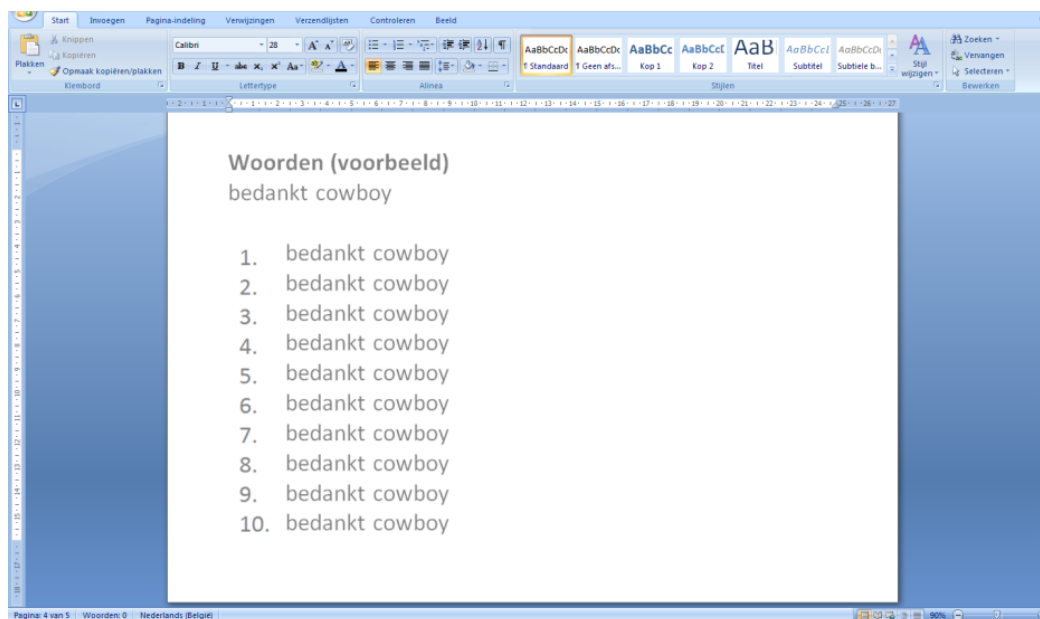 Start Invoegen Pagina-indeling Verwijzingen Verzendlijsten Controleren Beeld
Plakken
Knippen
Kopiëren
Opmaak kopiëren/plakken
Klembord
Calibri 28
B I U abe x, x² Aa A
Lettertype
Alinea
AaBbCcDc AaBbCcDc AaBbCc AaBbCcI AaB AaBbCcI AaBbCcDi
¶ Standaard ¶ Geen afs... Kop 1 Kop 2 Titel Subtitel Subtiele b...
Stijlen
Stijl wijzigen
Zoeken
Vervangen
Selecteren
Bewerken
Woorden (voorbeeld)
bedankt cowboy
1. bedankt cowboy
2. bedankt cowboy
3. bedankt cowboy
4. bedankt cowboy
5. bedankt cowboy
6. bedankt cowboy
7. bedankt cowboy
8. bedankt cowboy
9. bedankt cowboy
10. bedankt cowboy
Pagina: 4 van 5 Woorden: 0 Nederlands (België) 90%